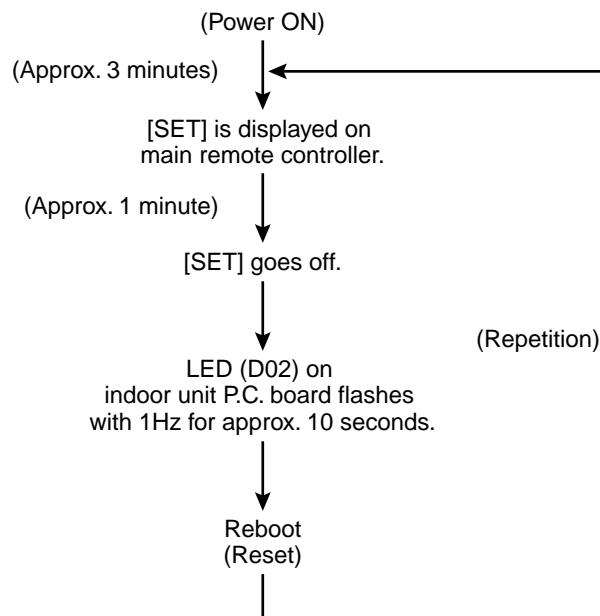 (Power ON)
(Approx. 3 minutes)
[SET] is displayed on
main remote controller.
(Approx. 1 minute)
[SET] goes off.
(Repetition)
LED (D02) on
indoor unit P.C. board flashes
with 1Hz for approx. 10 seconds.
Reboot
(Reset)